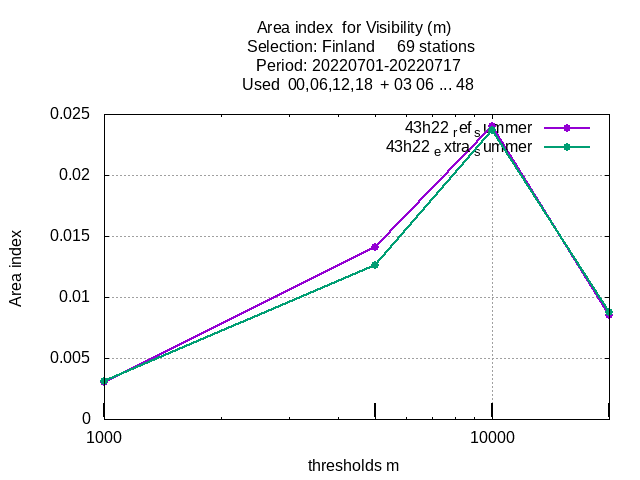 Area index  for Visibility (m)
Selection: Finland     69 stations
Period: 20220701-20220717
Used  00,06,12,18  + 03 06 ... 48
0.025
43h22 ref summer
43h22 extra summer
0.02
0.015
Area index
0.01
0.005
0
1000
10000
thresholds m